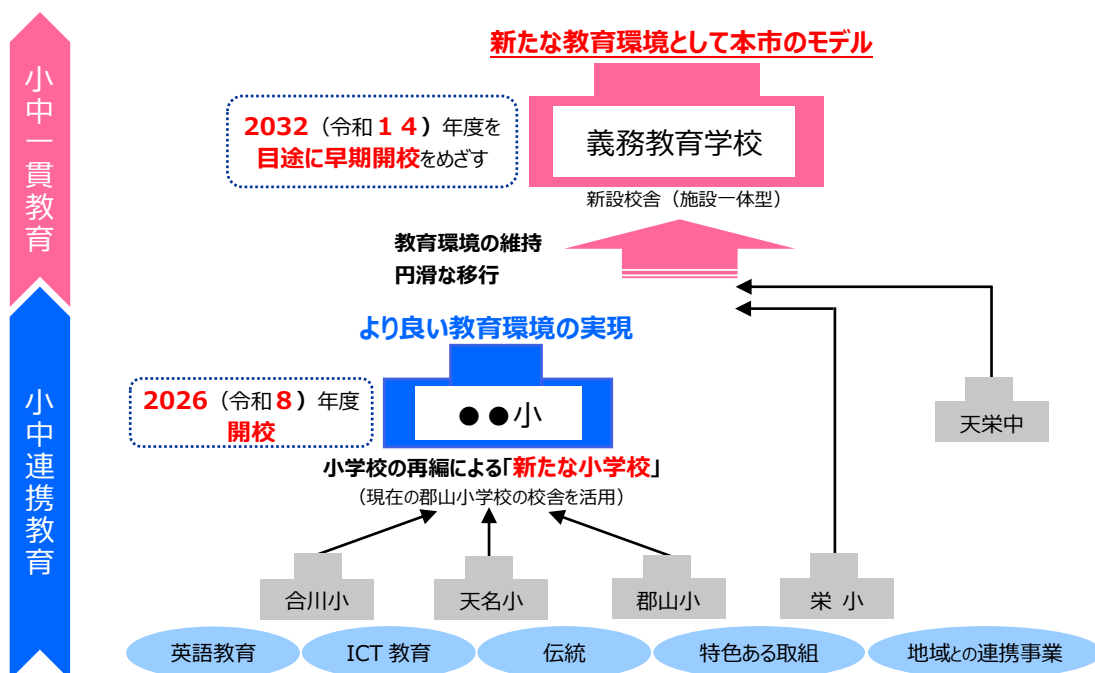 新たな教育環境として本市のモデル
小中一貫教育
2032（令和１４）年度を
目途に早期開校をめざす
義務教育学校
新設校舎（施設一体型）
教育環境の維持
円滑な移行
より良い教育環境の実現
小中連携教育
2026（令和８）年度
開校
●●小
天栄中
小学校の再編による「新たな小学校」
（現在の郡山小学校の校舎を活用）
合川小
天名小
郡山小
栄 小
英語教育
ICT 教育
伝統
特色ある取組
地域との連携事業